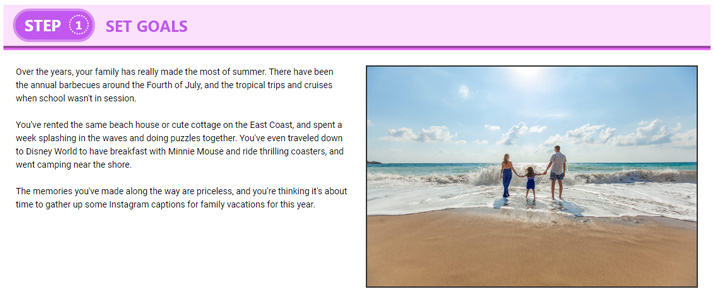 STEP 1 SET GOALS
Over the years, your family has really made the most of summer. There have been
the annual barbecues around the Fourth of July, and the tropical trips and cruises
when school wasn't in session.
You've rented the same beach house or cute cottage on the East Coast, and spent a
week splashing in the waves and doing puzzles together. You've even traveled down
to Disney World to have breakfast with Minnie Mouse and ride thrilling coasters, and
went camping near the shore.
The memories you've made along the way are priceless, and you're thinking it's about
time to gather up some Instagram captions for family vacations for this year.